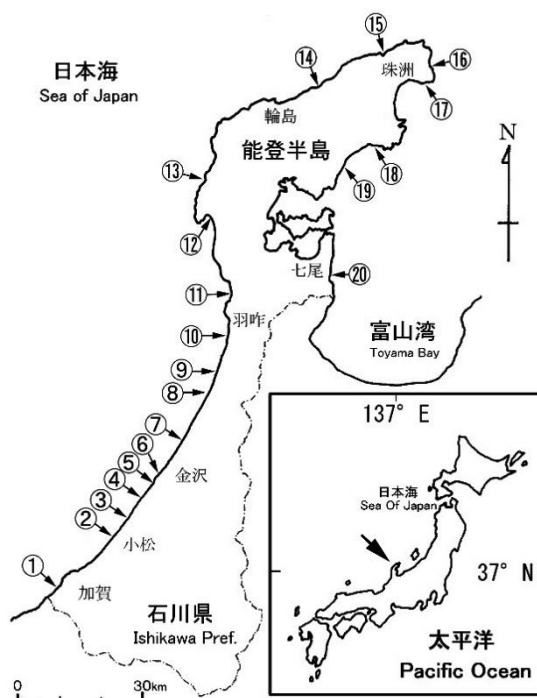 ⑮
⑭
⑯
日本海
Sea of Japan
珠洲
⑰
輪島
N
能登半島
⑱
⑬
⑲
⑫
七尾
⑳
⑪
羽咋
富山湾
Toyama Bay
⑩
⑨
⑧
137° E
⑦
⑥
⑤
金沢
④
日本海
Sea Of Japan
③
②
小松
①
37° N
加賀
石川県
Ishikawa Pref.
太平洋
Pacific Ocean
0 30km